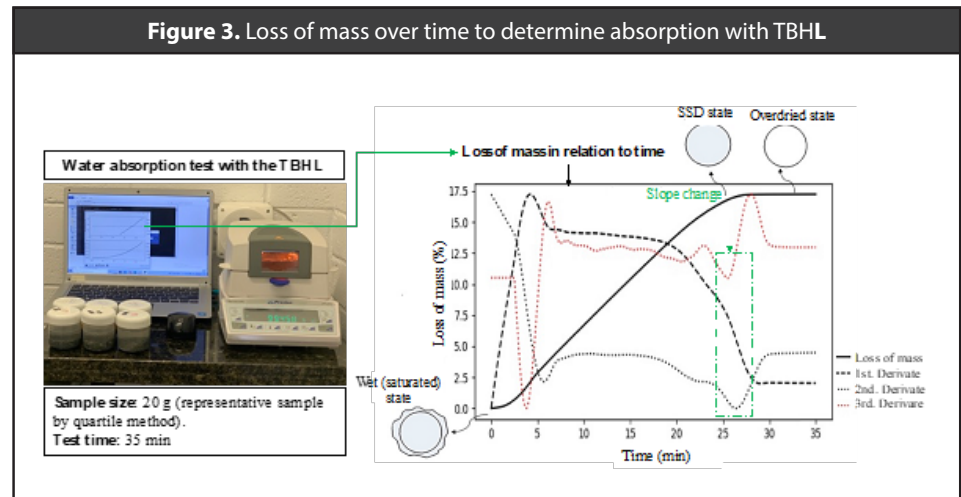 Figure 3. Loss of mass over time to determine absorption with TBHL
SSD state
Overdried state
Water absorption test with the TBHL
Loss of mass in relation to time
Slope change
17.5
15.0
12.5
10.0
7.5
5.0
2.5
0.0
Loss of mass (%)
0 5 10 15 20 25 30 35
Time (min)
Loss of mass
1st. Derivate
2nd. Derivate
3rd. Derivare
Wet (saturated)
state
Sample size: 20 g (representative sample
by quartile method).
Test time: 35 min